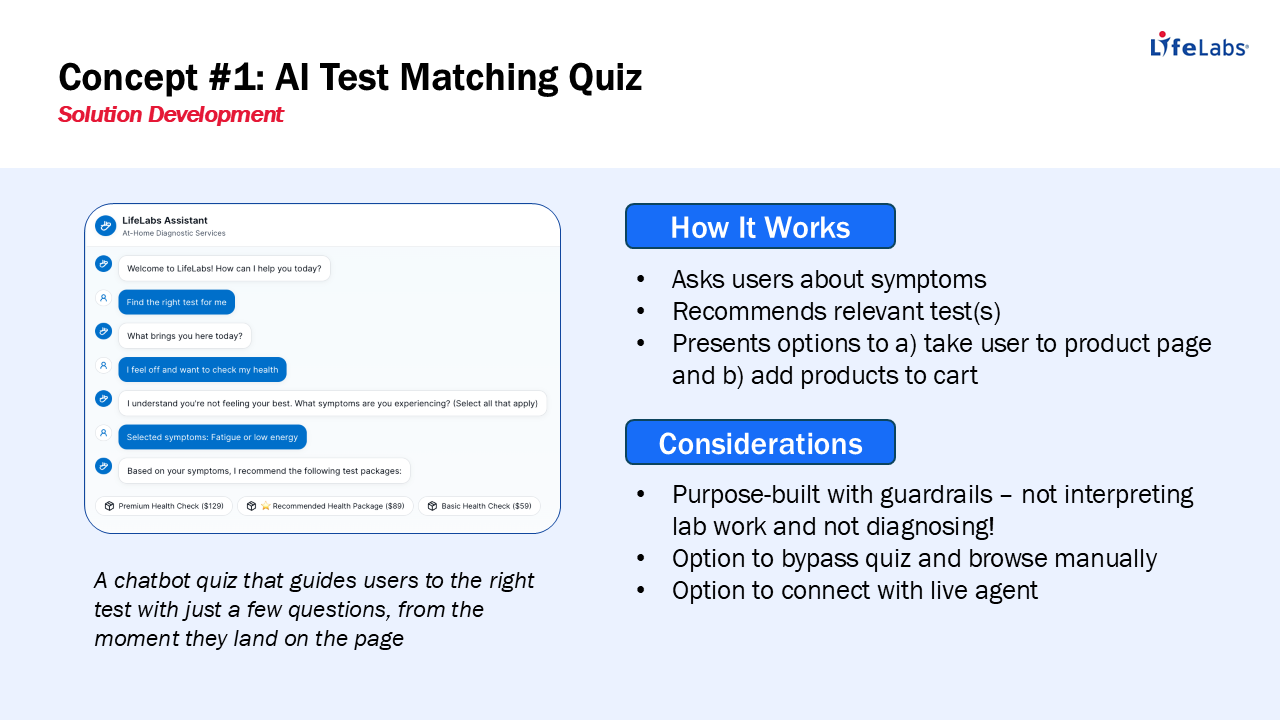 LifeLabs®
Concept #1: AI Test Matching Quiz
Solution Development
LifeLabs Assistant
At-Home Diagnostic Services
Welcome to LifeLabs! How can I help you today?
Find the right test for me
What brings you here today?
I feel off and want to check my health
I understand you're not feeling your best. What symptoms are you experiencing? (Select all that apply)
Selected symptoms: Fatigue or low energy
Based on your symptoms, I recommend the following test packages:
Premium Health Check ($129)
⭐ Recommended Health Package ($89)
Basic Health Check ($59)
A chatbot quiz that guides users to the right
test with just a few questions, from the
moment they land on the page
How It Works
• Asks users about symptoms
• Recommends relevant test(s)
• Presents options to a) take user to product page
and b) add products to cart
Considerations
• Purpose-built with guardrails – not interpreting
lab work and not diagnosing!
• Option to bypass quiz and browse manually
• Option to connect with live agent